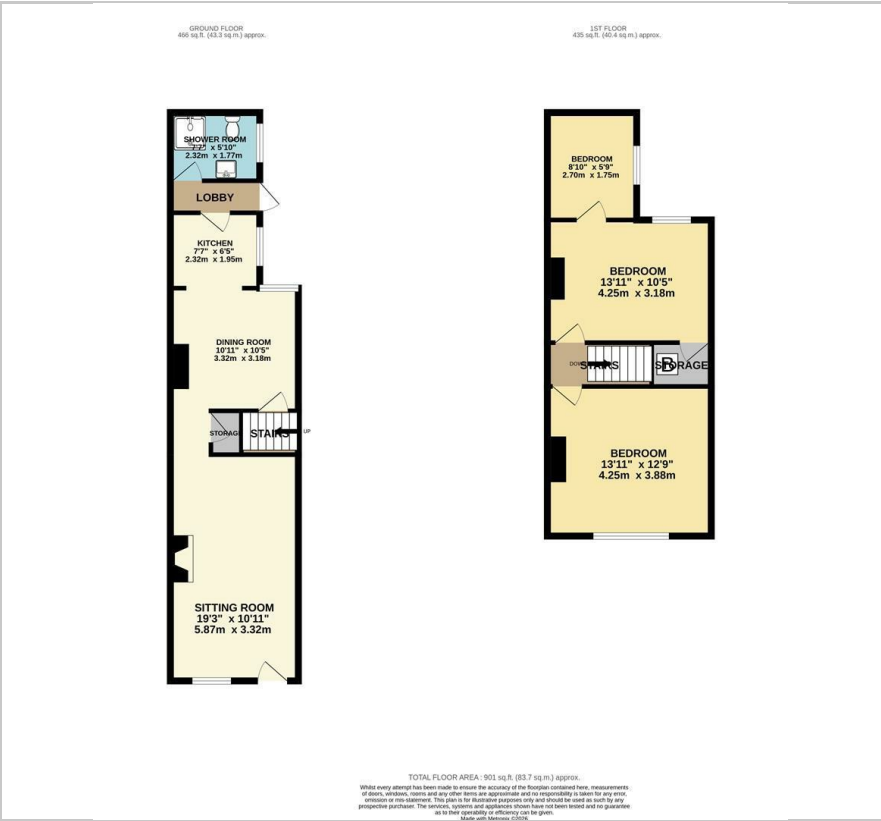 GROUND FLOOR
466 sq.ft. (43.3 sq.m.) approx.
SHOWER ROOM
7'7" x 5'10"
2.32m x 1.77m
LOBBY
KITCHEN
7'7" x 6'5"
2.32m x 1.95m
DINING ROOM
10'11" x 10'5"
3.32m x 3.18m
STORAGE
STAIRS
UP
SITTING ROOM
19'3" x 10'11"
5.87m x 3.32m
1ST FLOOR
435 sq.ft. (40.4 sq.m.) approx.
BEDROOM
8'10" x 5'9"
2.70m x 1.75m
BEDROOM
13'11" x 10'5"
4.25m x 3.18m
DOWN
STAIRS
B
STORAGE
BEDROOM
13'11" x 12'9"
4.25m x 3.88m
TOTAL FLOOR AREA : 901 sq.ft. (83.7 sq.m.) approx.
Whilst every attempt has been made to ensure the accuracy of the floorplan contained here, measurements
of doors, windows, rooms and any other items are approximate and no responsibility is taken for any error,
omission or mis-statement. This plan is for illustrative purposes only and should be used as such by any
prospective purchaser. The services, systems and appliances shown have not been tested and no guarantee
as to their operability or efficiency can be given.
Made with Metropix ©2026